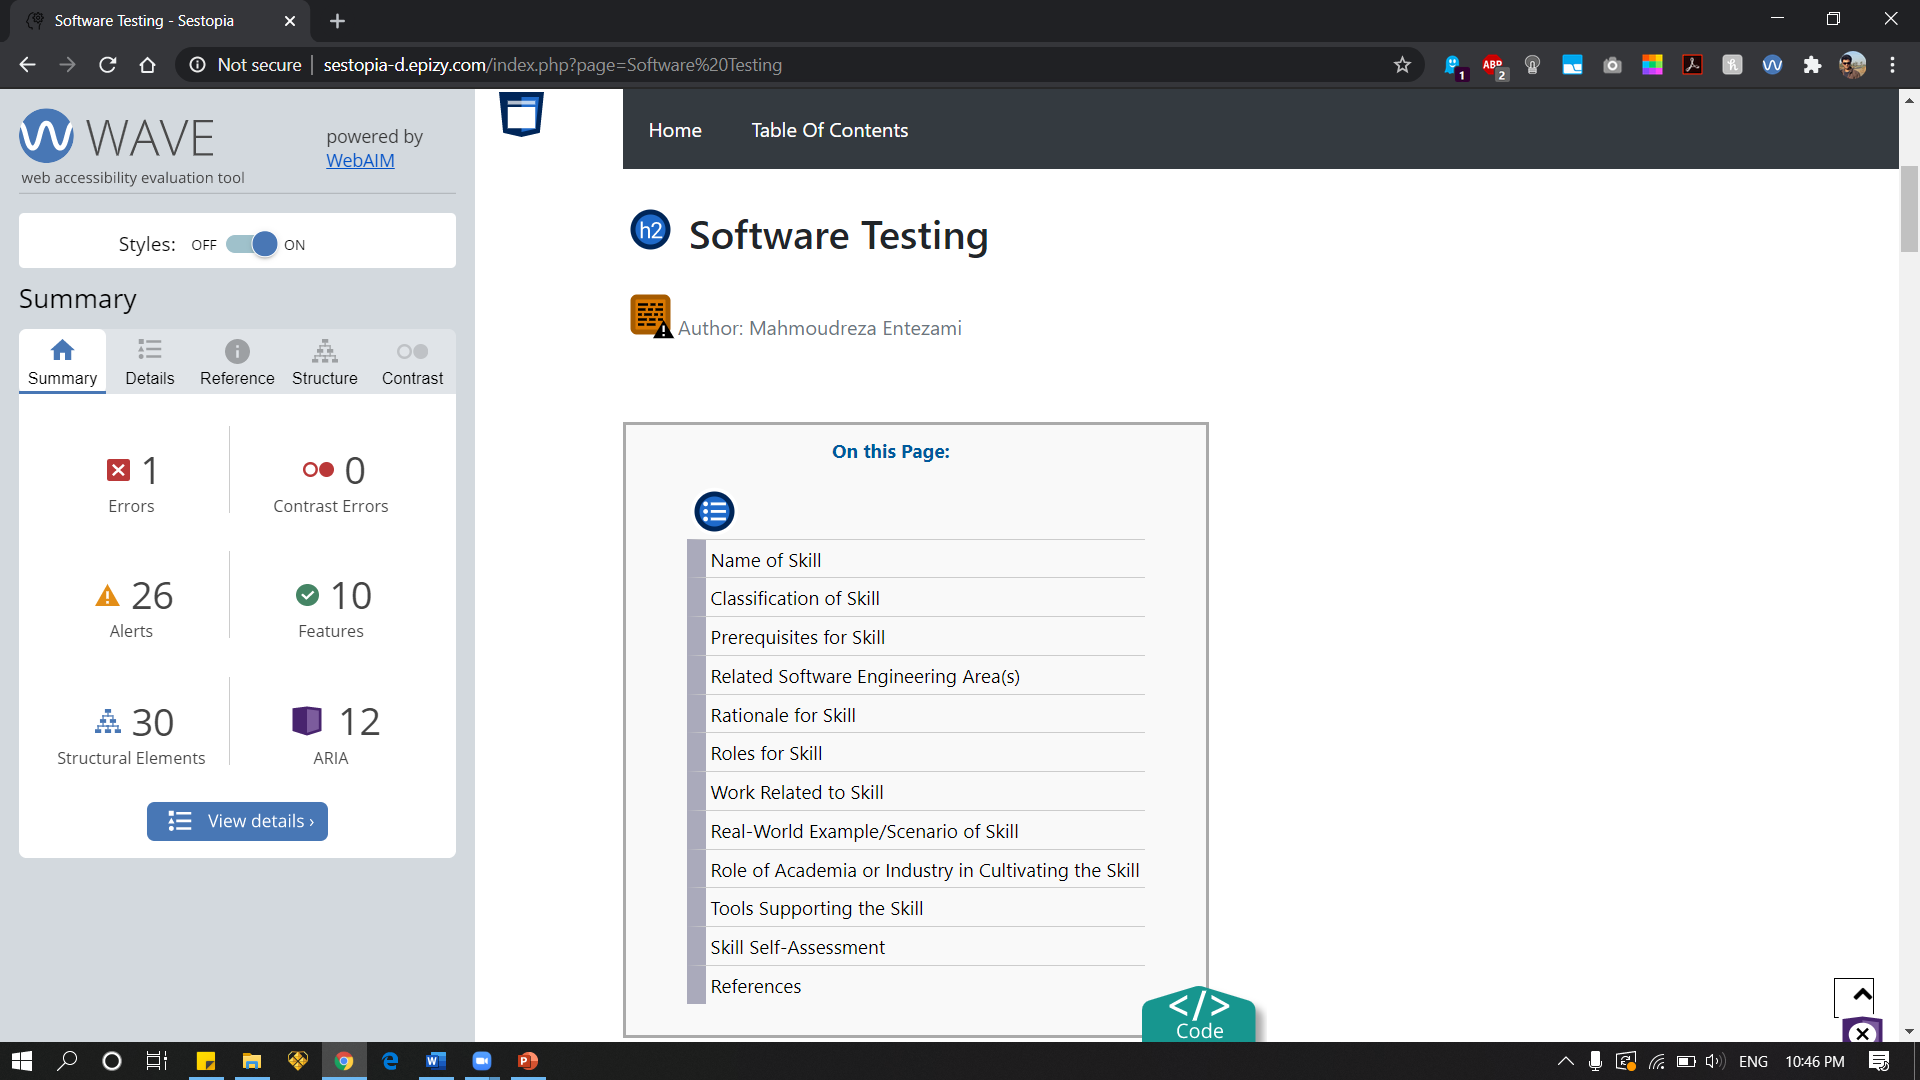 Software Testing - Sestopia
Not secure | sestopia-d.epizy.com/index.php?page=Software%20Testing
1
ABP
2
WAVE
powered by
WebAIM
web accessibility evaluation tool
Styles: OFF ON
Summary
Summary Details Reference Structure Contrast
1 0
Errors Contrast Errors
26 10
Alerts Features
30 12
Structural Elements ARIA
View details ›
Home Table Of Contents
h2 Software Testing
Author: Mahmoudreza Entezami
On this Page:
Name of Skill
Classification of Skill
Prerequisites for Skill
Related Software Engineering Area(s)
Rationale for Skill
Roles for Skill
Work Related to Skill
Real-World Example/Scenario of Skill
Role of Academia or Industry in Cultivating the Skill
Tools Supporting the Skill
Skill Self-Assessment
References
</>
Code
ENG 10:46 PM